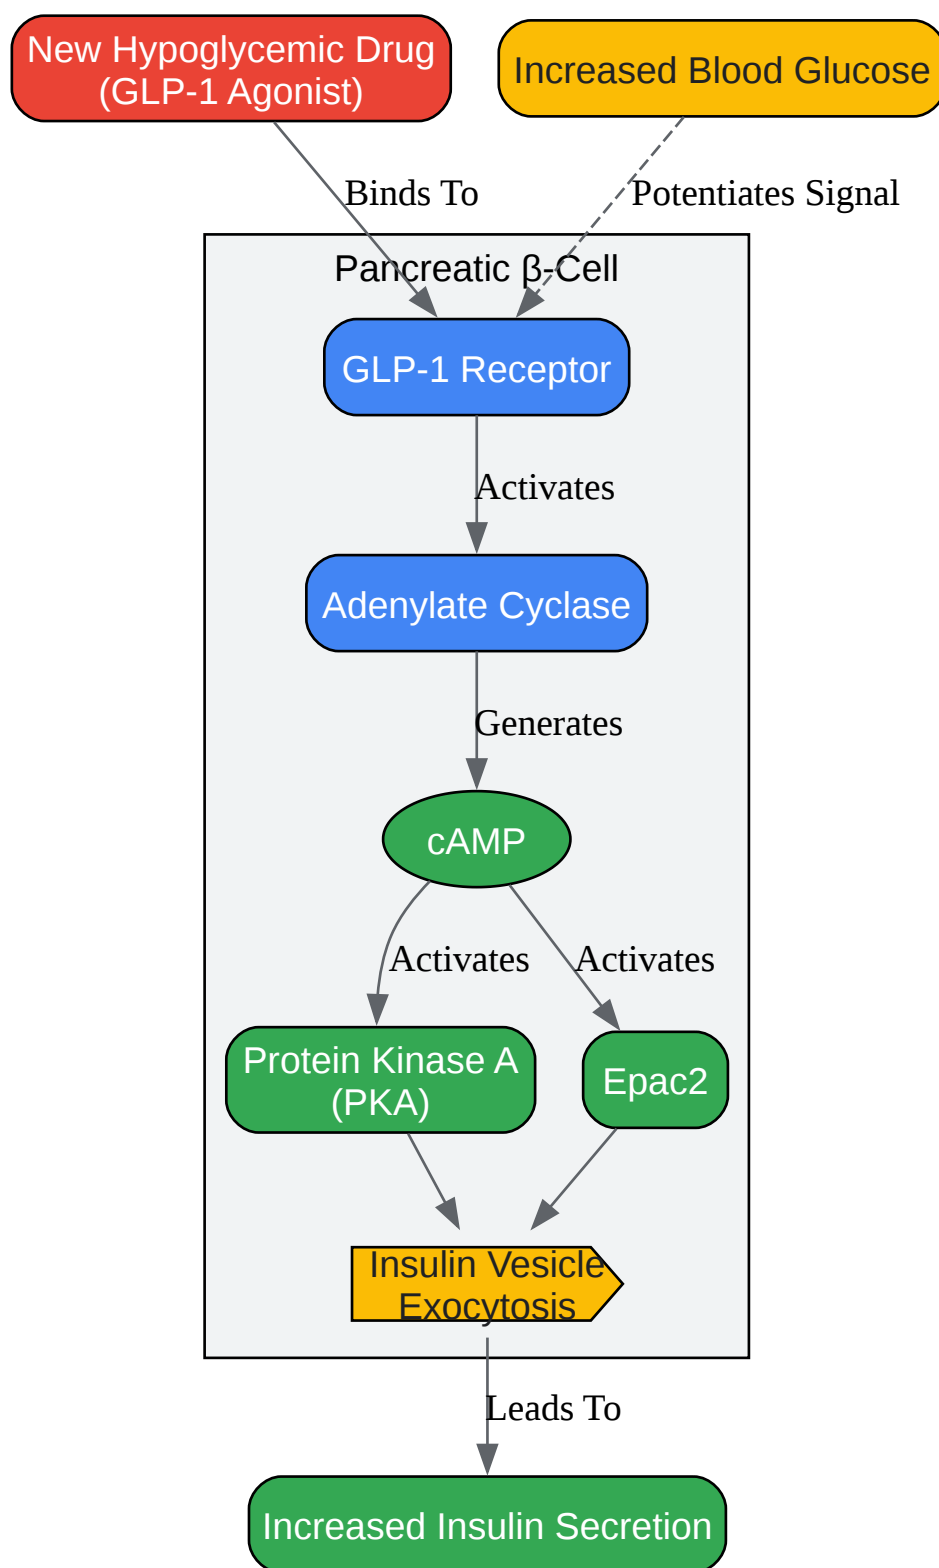 New Hypoglycemic Drug
(GLP-1 Agonist)
Increased Blood Glucose
Binds To
Potentiates Signal
Pancreatic β-Cell
GLP-1 Receptor
Activates
Adenylate Cyclase
Generates
cAMP
Activates
Activates
Protein Kinase A
(PKA)
Epac2
Insulin Vesicle
Exocytosis
Leads To
Increased Insulin Secretion